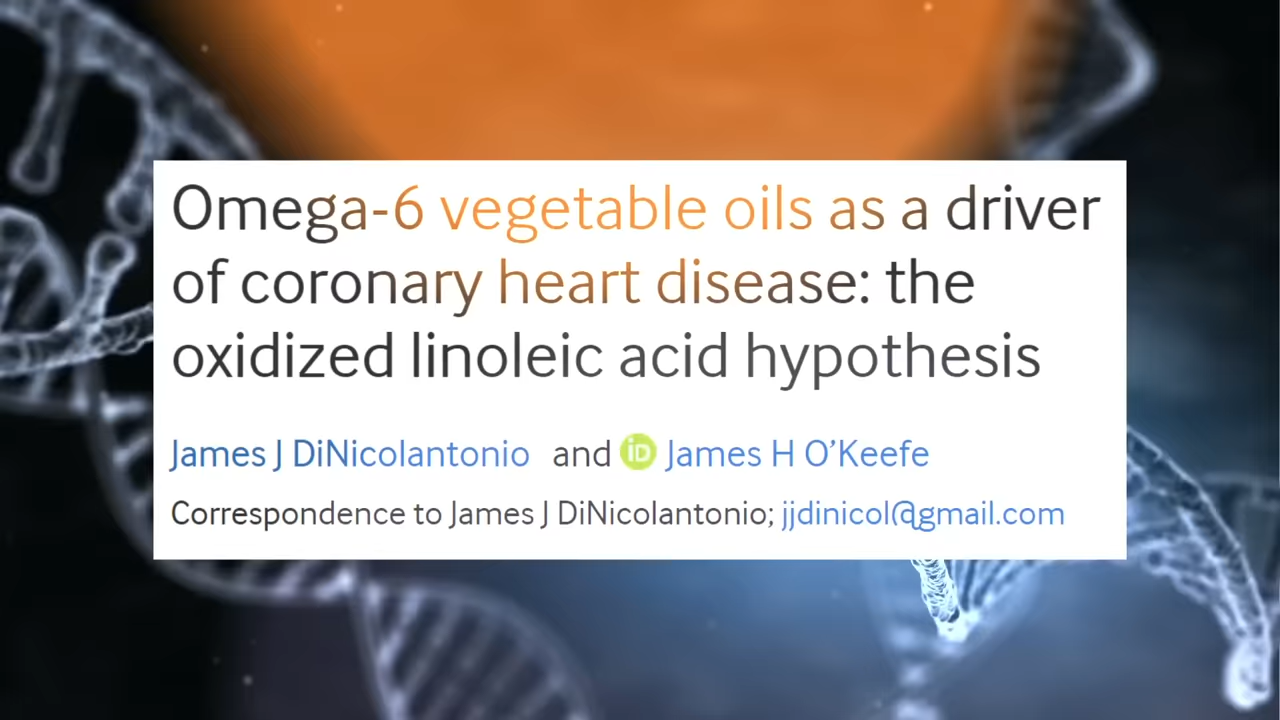 Omega-6 vegetable oils as a driver
of coronary heart disease: the
oxidized linoleic acid hypothesis
James J DiNicolantonio and iD James H O’Keefe
Correspondence to James J DiNicolantonio; jjdinicol@gmail.com